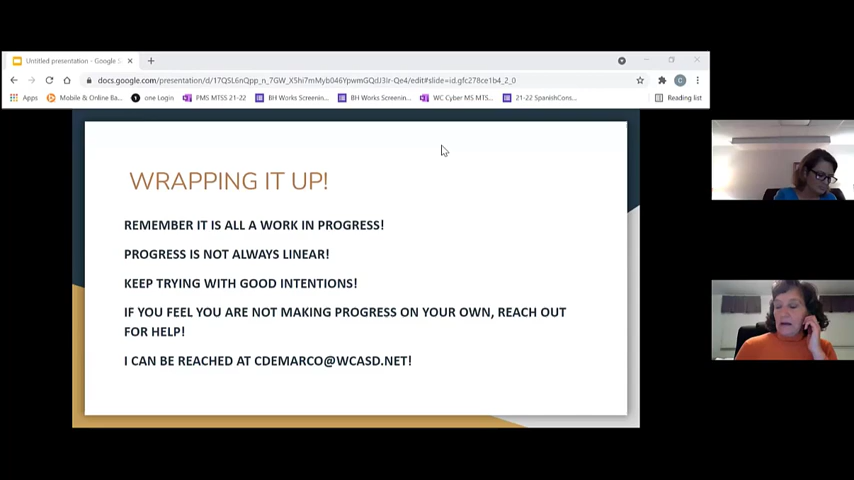 Untitled presentation - Google S
docs.google.com/presentation/d/17QSL6nQpp_n_7GW_X5hi7mMyb046YpwmGQdJ3Ir-Qe4/edit#slide=id.gfc278ce1b4_2_0
Apps Mobile & Online Ba... one Login PMS MTSS 21-22 BH Works Screenin... BH Works Screenin... WC Cyber MS MTS... 21-22 SpanishCons... Reading list
WRAPPING IT UP!
REMEMBER IT IS ALL A WORK IN PROGRESS!
PROGRESS IS NOT ALWAYS LINEAR!
KEEP TRYING WITH GOOD INTENTIONS!
IF YOU FEEL YOU ARE NOT MAKING PROGRESS ON YOUR OWN, REACH OUT
FOR HELP!
I CAN BE REACHED AT CDEMARCO@WCASD.NET!